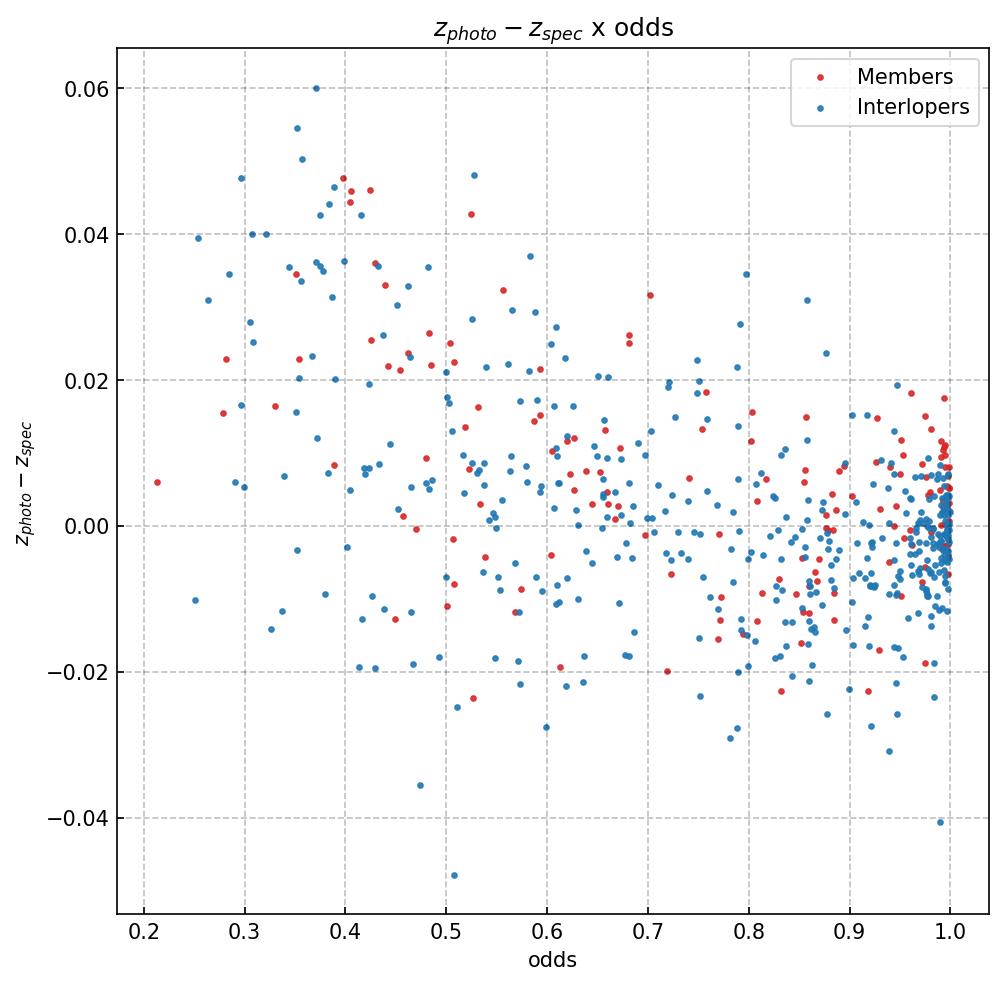 z_photo − z_spec x odds
Members
Interlopers
0.06
0.04
0.02
0.00
−0.02
−0.04
z_photo − z_spec
0.2 0.3 0.4 0.5 0.6 0.7 0.8 0.9 1.0
odds